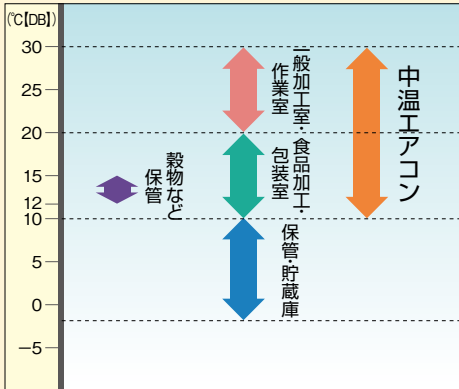 (℃【DB】)
30
25
20
15
12
10
5
0
−5
穀物など
保管
一般加工室・
作業室
食品加工・
包装室
保管・貯蔵庫
中温エアコン